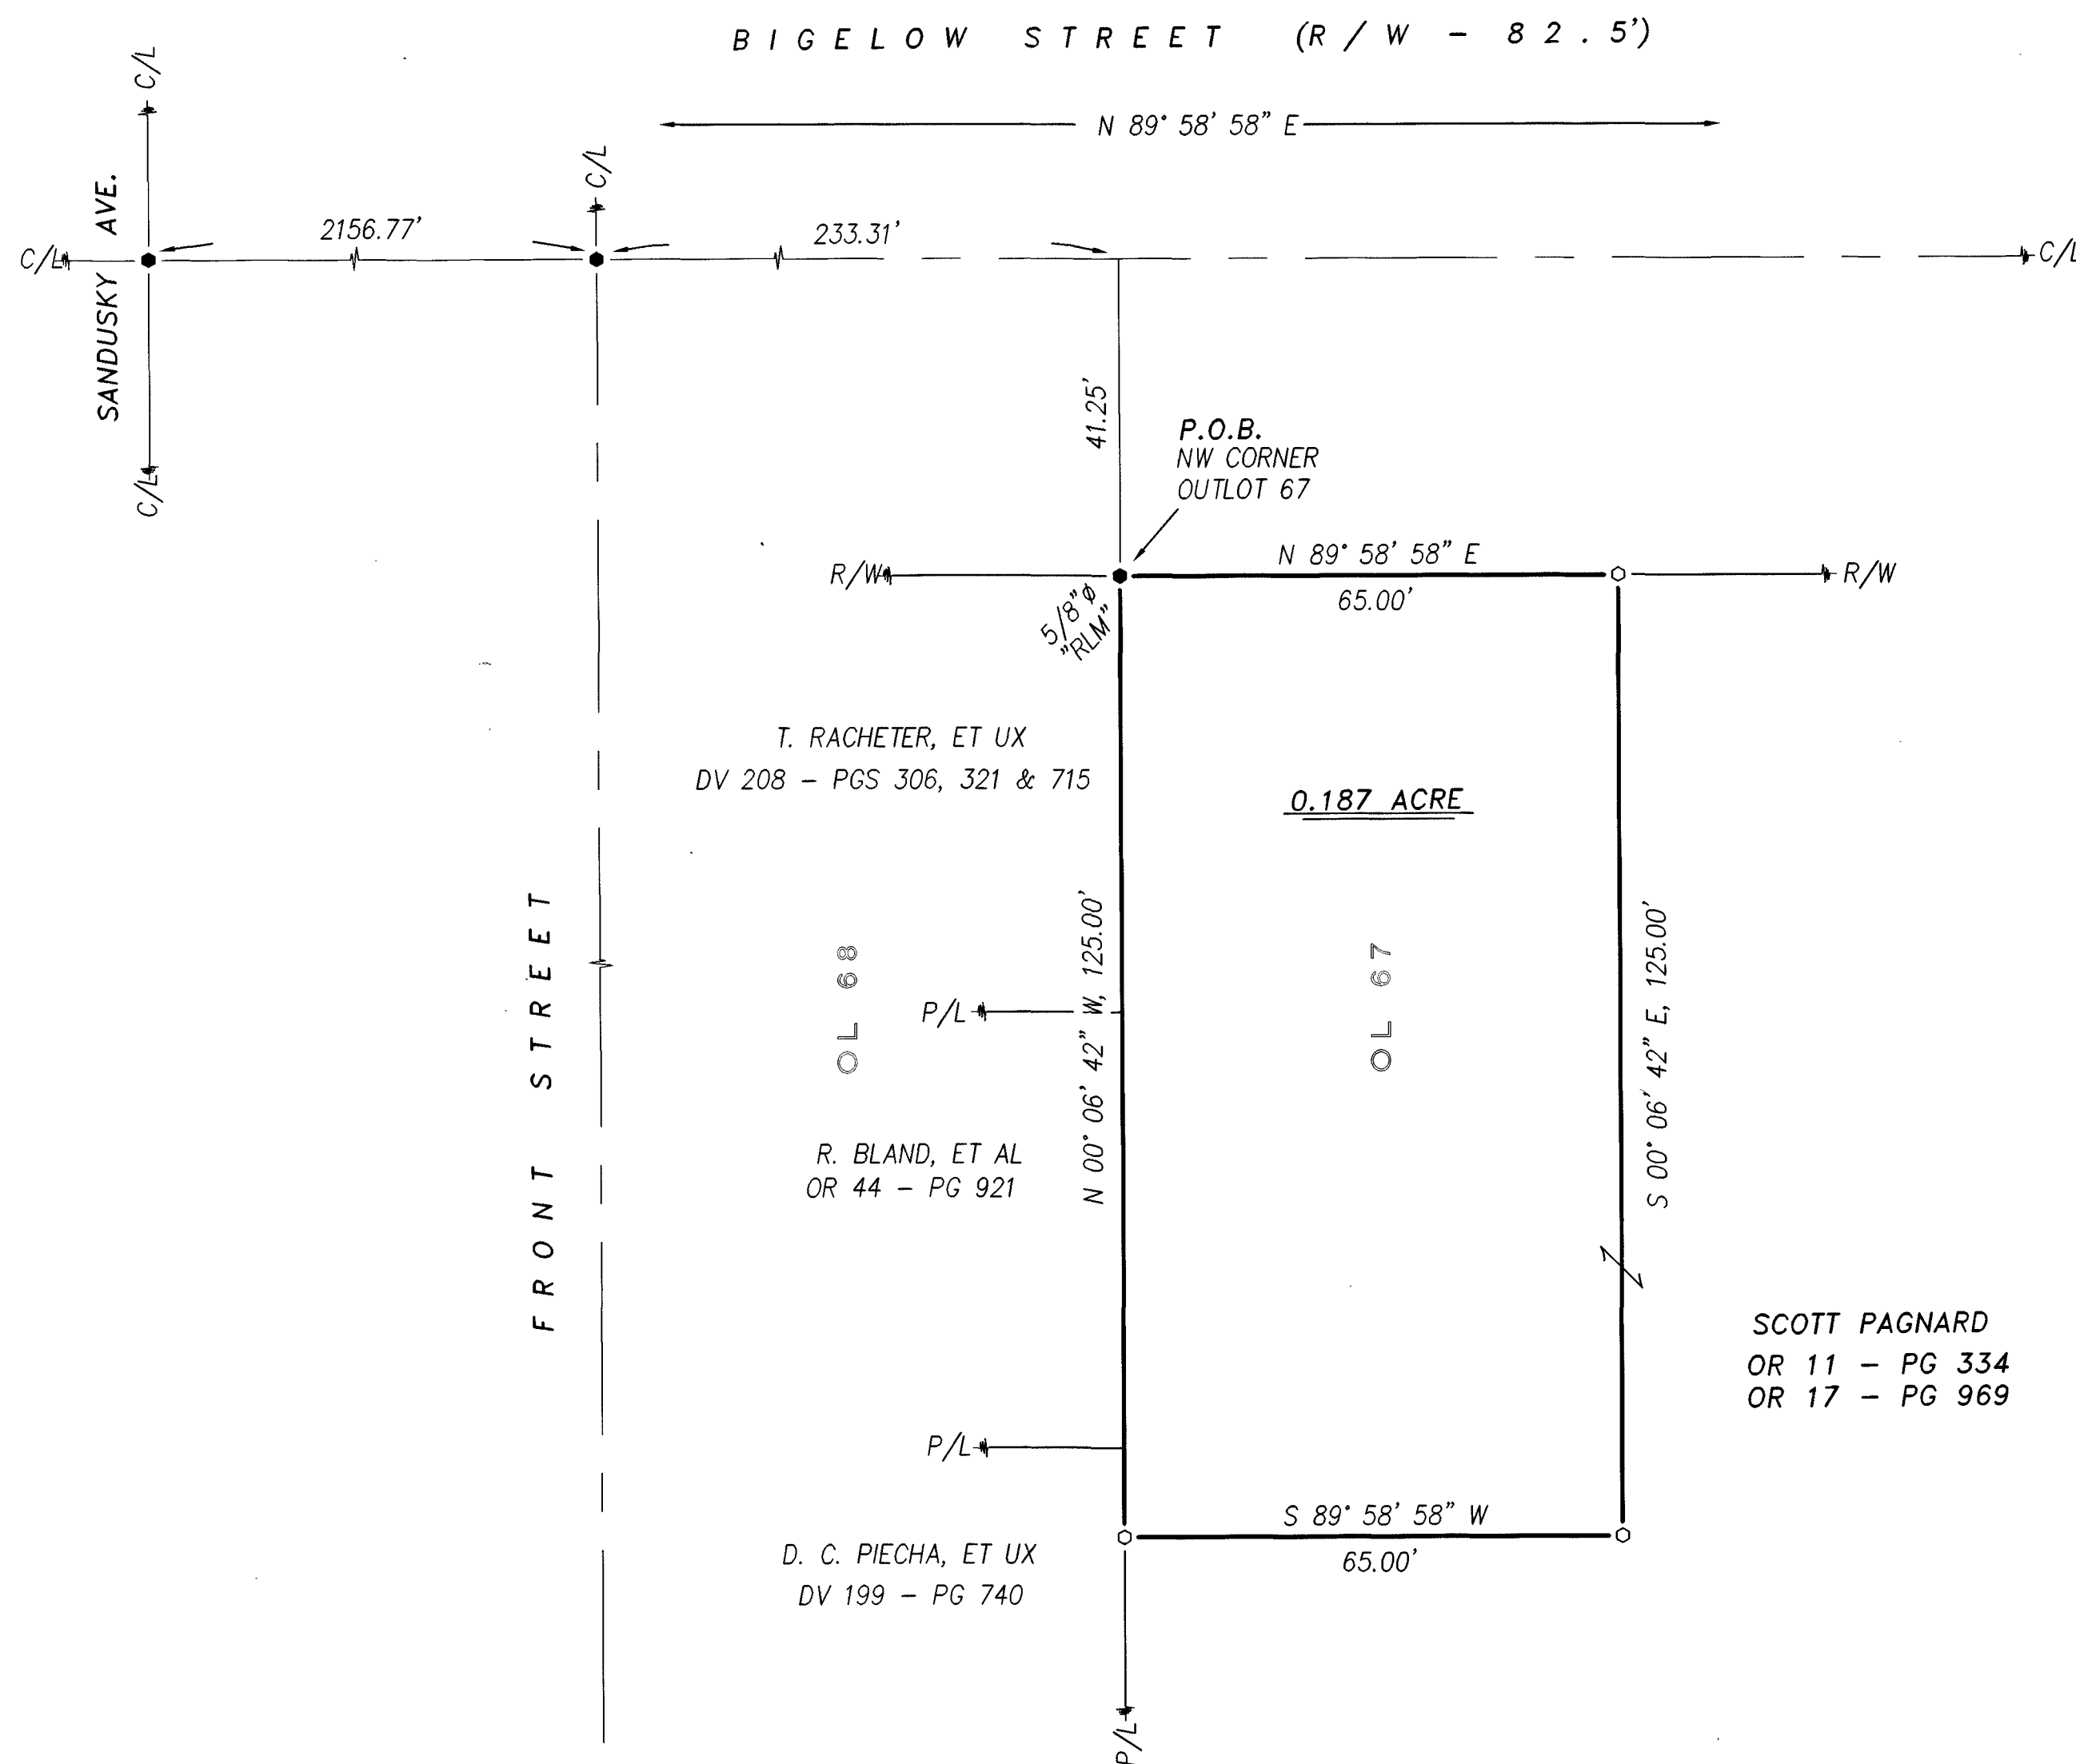 BIGELOW STREET (R/W - 82.5')
C/L
N 89° 58' 58" E
C/L
SANDUSKY AVE.
2156.77'
233.31'
C/L
C/L
41.25'
P.O.B.
NW CORNER
OUTLOT 67
C/L
N 89° 58' 58" E
R/W
R/W
65.00'
5/8"Ø
"RLM"
T. RACHETER, ET UX
DV 208 – PGS 306, 321 & 715
0.187 ACRE
FRONT STREET
OL 68
N 00° 06' 42" W, 125.00'
OL 67
S 00° 06' 42" E, 125.00'
P/L
R. BLAND, ET AL
OR 44 – PG 921
SCOTT PAGNARD
OR 11 – PG 334
OR 17 – PG 969
P/L
S 89° 58' 58" W
65.00'
D. C. PIECHA, ET UX
DV 199 – PG 740
P/L